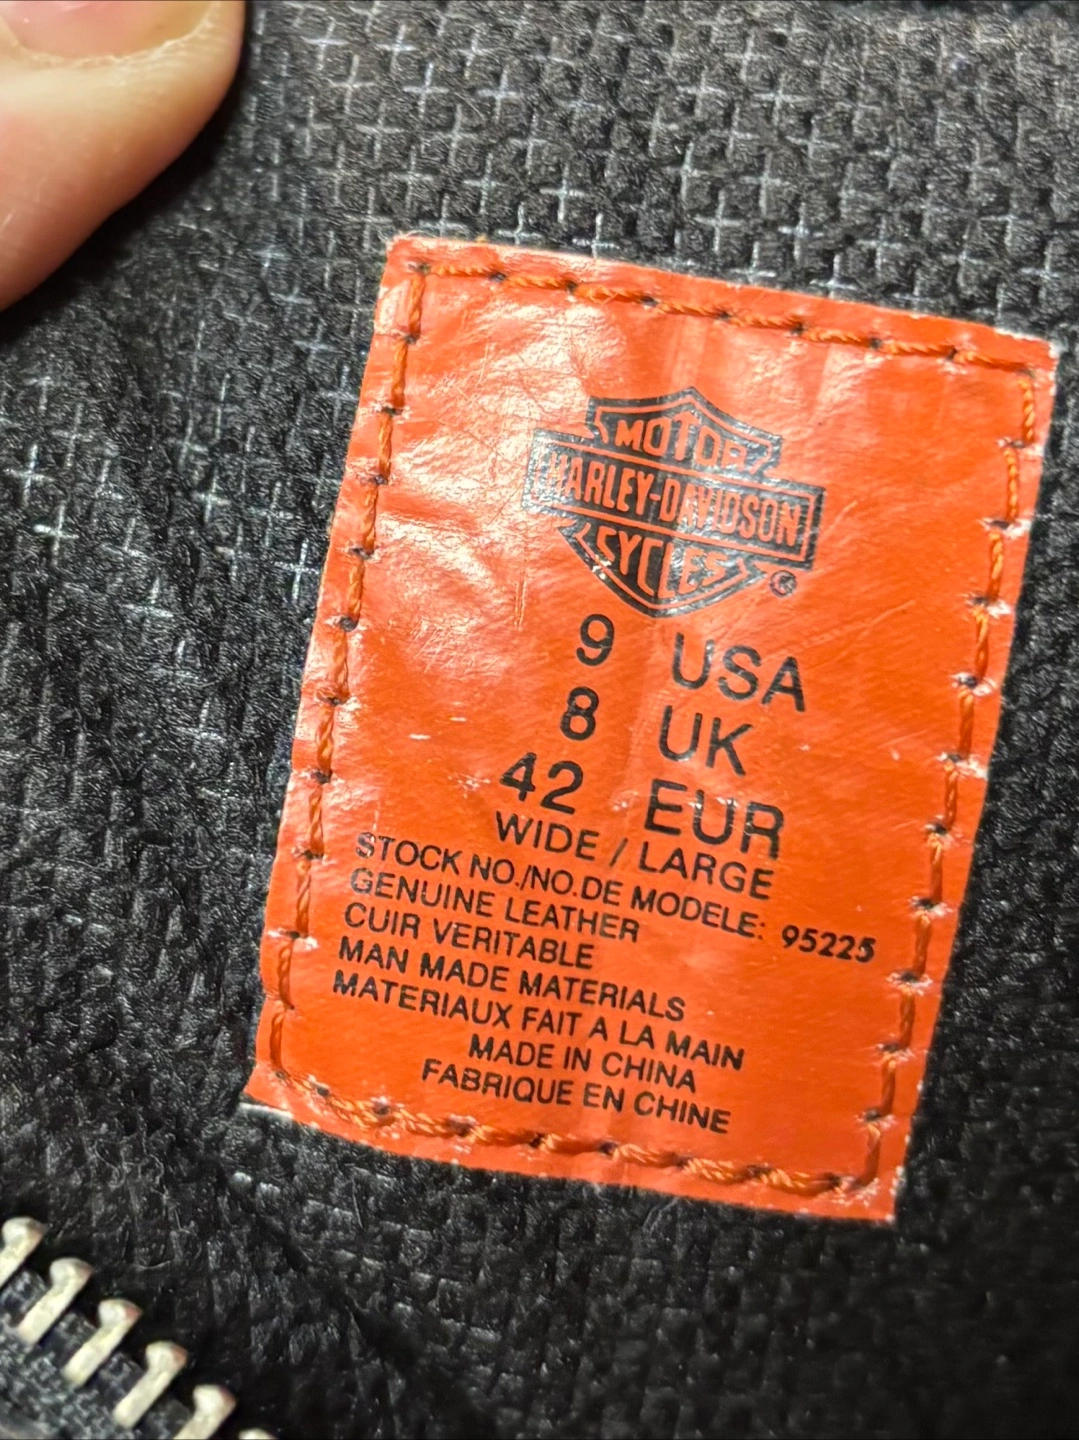 MOTOR
HARLEY-DAVIDSON
CYCLES®
9 USA
8 UK
42 EUR
WIDE / LARGE
STOCK NO./NO.DE MODELE: 95225
GENUINE LEATHER
CUIR VERITABLE
MAN MADE MATERIALS
MATERIAUX FAIT A LA MAIN
MADE IN CHINA
FABRIQUE EN CHINE